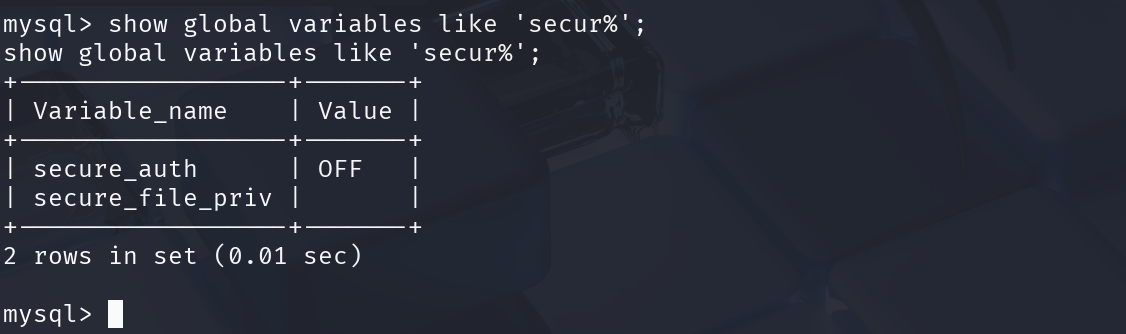 mysql> show global variables like 'secur%';
show global variables like 'secur%';
+------------------+-------+
| Variable_name    | Value |
+------------------+-------+
| secure_auth      | OFF   |
| secure_file_priv |       |
+------------------+-------+
2 rows in set (0.01 sec)
mysql>